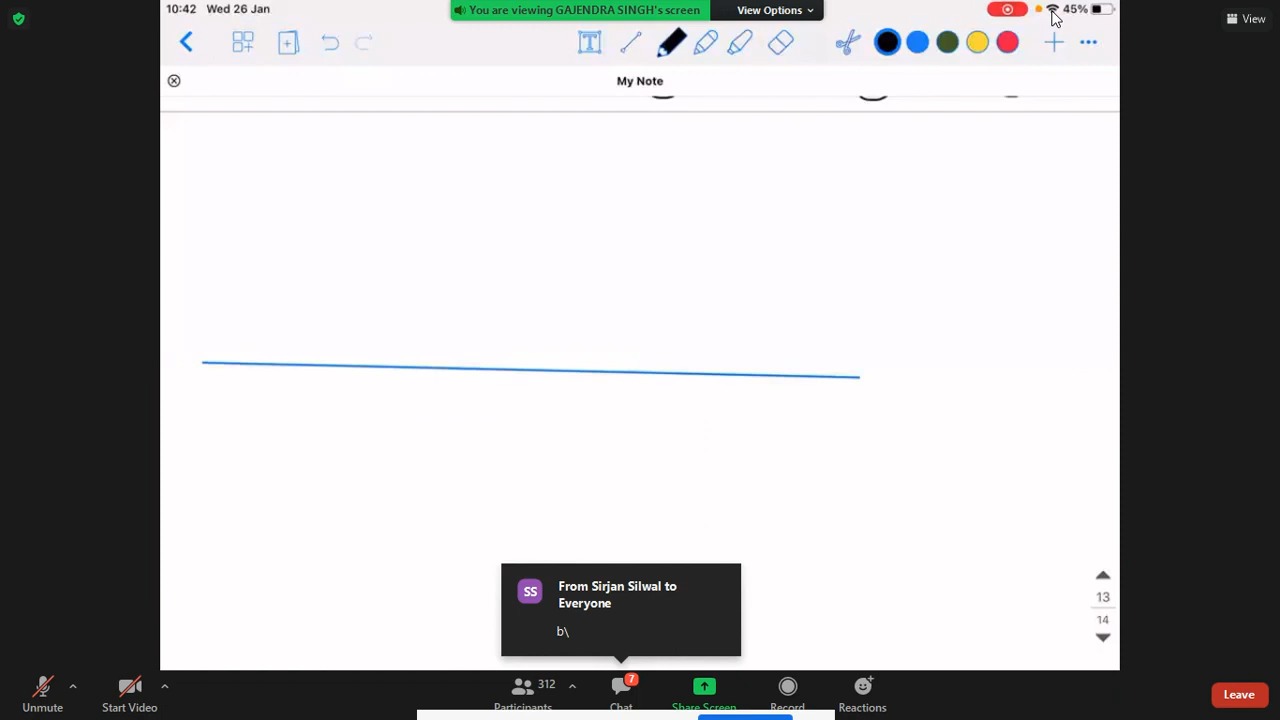 10:42 Wed 26 Jan
You are viewing GAJENDRA SINGH's screen
View Options
45%
View
My Note
From Sirjan Silwal to
Everyone
b\
13
14
312
7
Unmute
Start Video
Participants
Chat
Share Screen
Record
Reactions
Leave